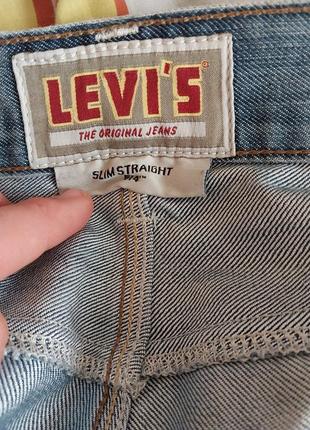 LEVI'S®
THE ORIGINAL JEANS
SLIM STRAIGHT